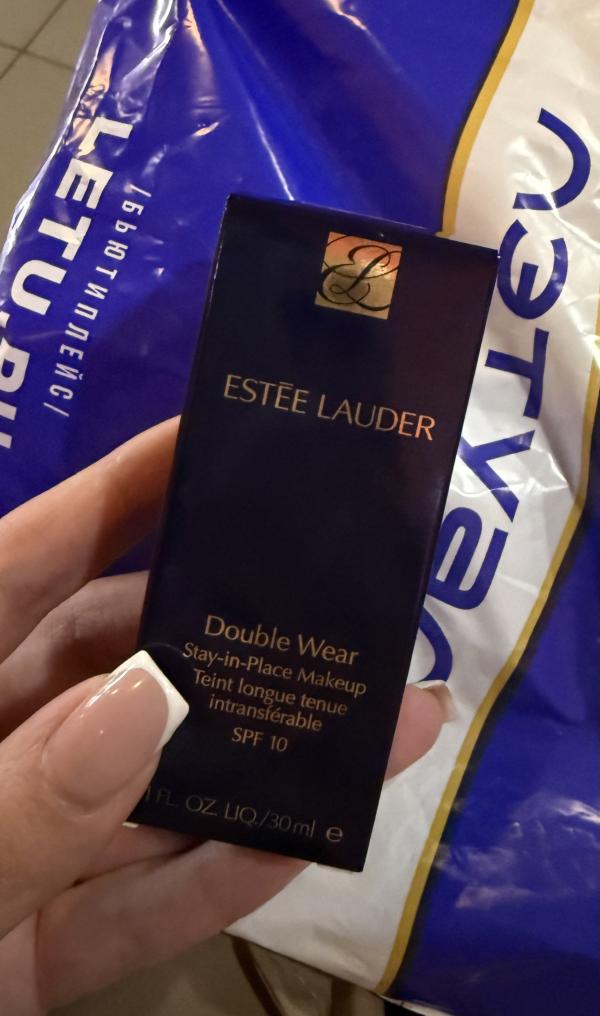 ESTĒE LAUDER
Double Wear
Stay-in-Place Makeup
Teint longue tenue
intransférable
SPF 10
1 FL. OZ. LIQ./30 ml e
LETU.RU
/БЬЮТИПЛЕЙС/
лэтуаль